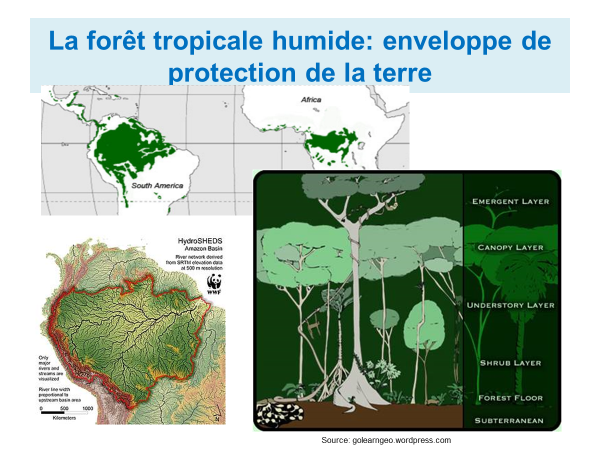 La forêt tropicale humide: enveloppe de
protection de la terre
Africa
South America
HydroSHEDS
Amazon Basin
River network derived
from SRTM elevation data
at 500 m resolution
WWF
Only
major
rivers and
streams are
visualized
River line width
proportional to
upstream basin area
0 500 1000
Kilometers
N
EMERGENT LAYER
CANOPY LAYER
UNDERSTORY LAYER
SHRUB LAYER
FOREST FLOOR
SUBTERRANEAN
Source: golearngeo.wordpress.com